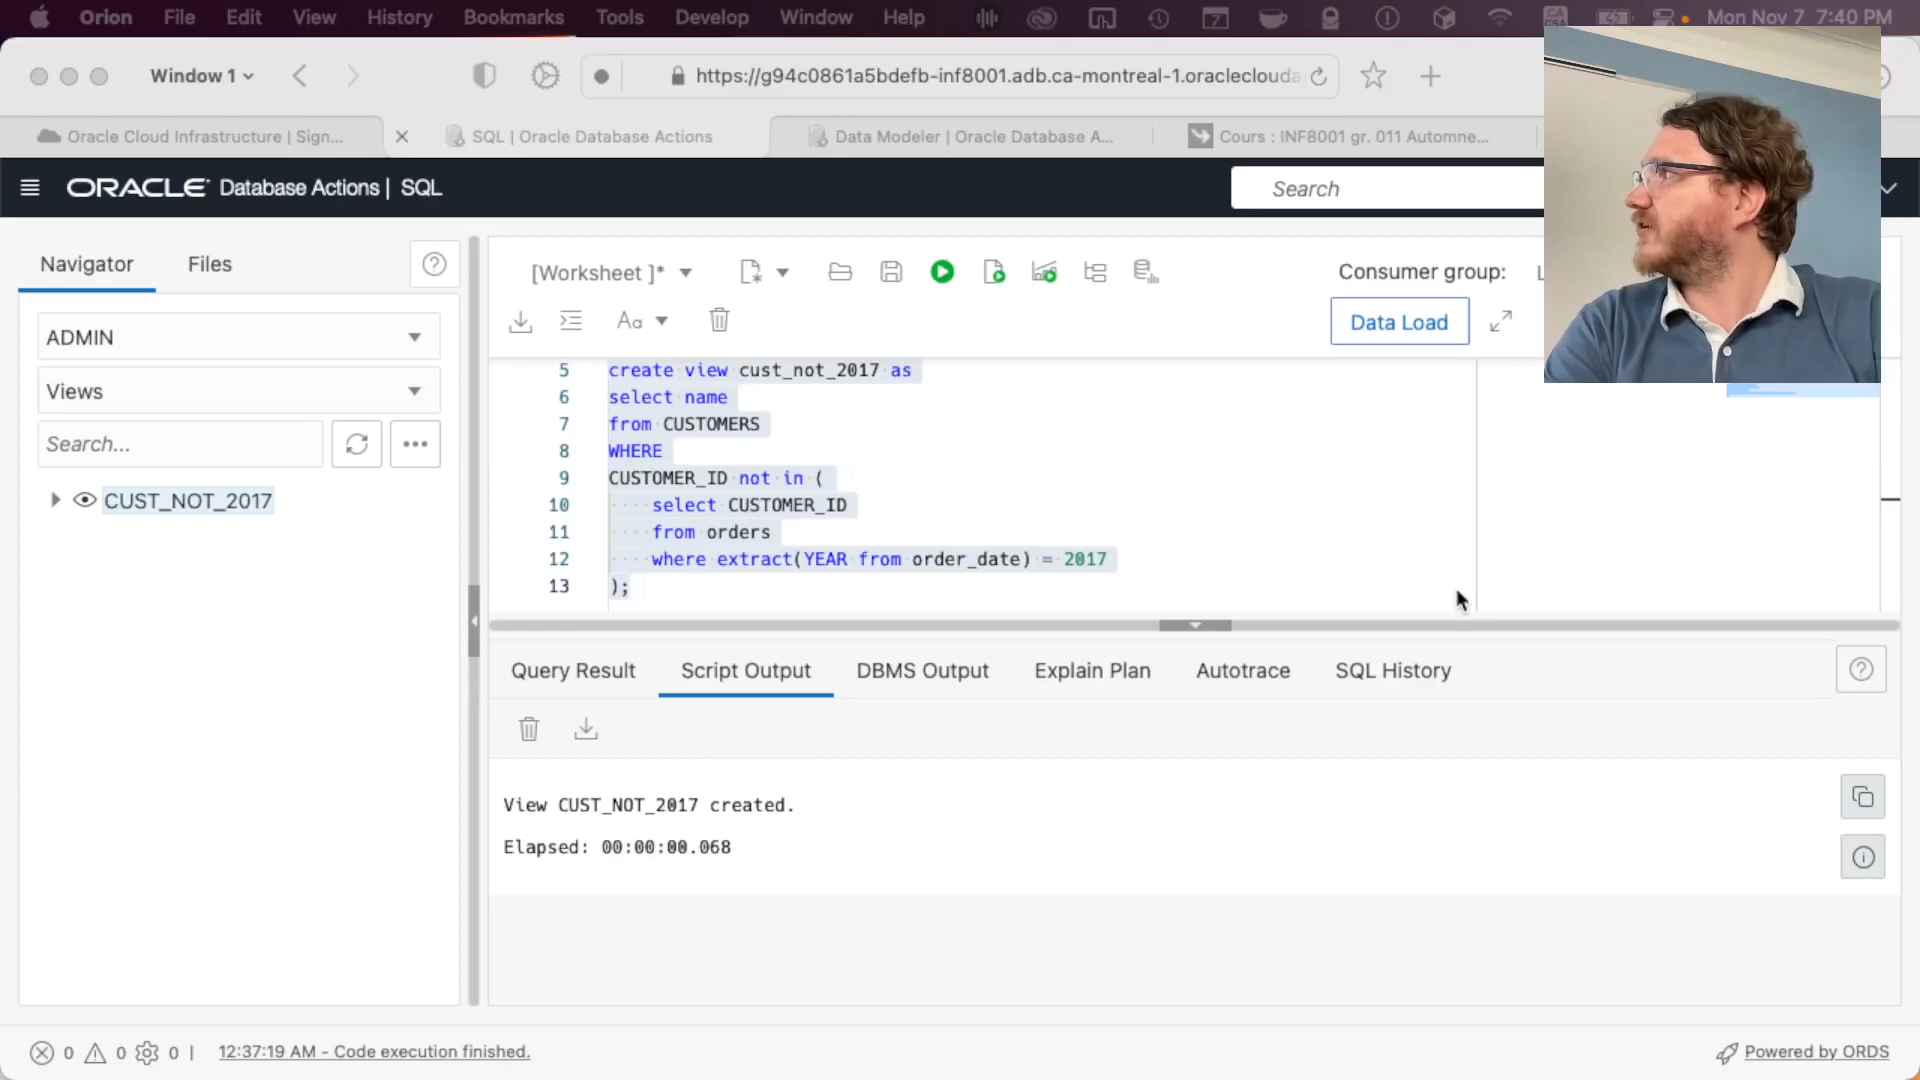 Orion File Edit View History Bookmarks Tools Develop Window Help Mon Nov 7 7:40 PM
Window 1 https://g94c0861a5bdefb-inf8001.adb.ca-montreal-1.oracleclouda
Oracle Cloud Infrastructure | Sign... SQL | Oracle Database Actions Data Modeler | Oracle Database A... Cours : INF8001 gr. 011 Automne...
ORACLE Database Actions | SQL Search
Navigator Files
[Worksheet ]* Consumer group: L
Aa Data Load
ADMIN
Views
Search...
CUST_NOT_2017
5 create view cust_not_2017 as
6 select name
7 from CUSTOMERS
8 WHERE
9 CUSTOMER_ID not in (
10 select CUSTOMER_ID
11 from orders
12 where extract(YEAR from order_date) = 2017
13 );
Query Result Script Output DBMS Output Explain Plan Autotrace SQL History
View CUST_NOT_2017 created.
Elapsed: 00:00:00.068
0 0 0 | 12:37:19 AM - Code execution finished. Powered by ORDS